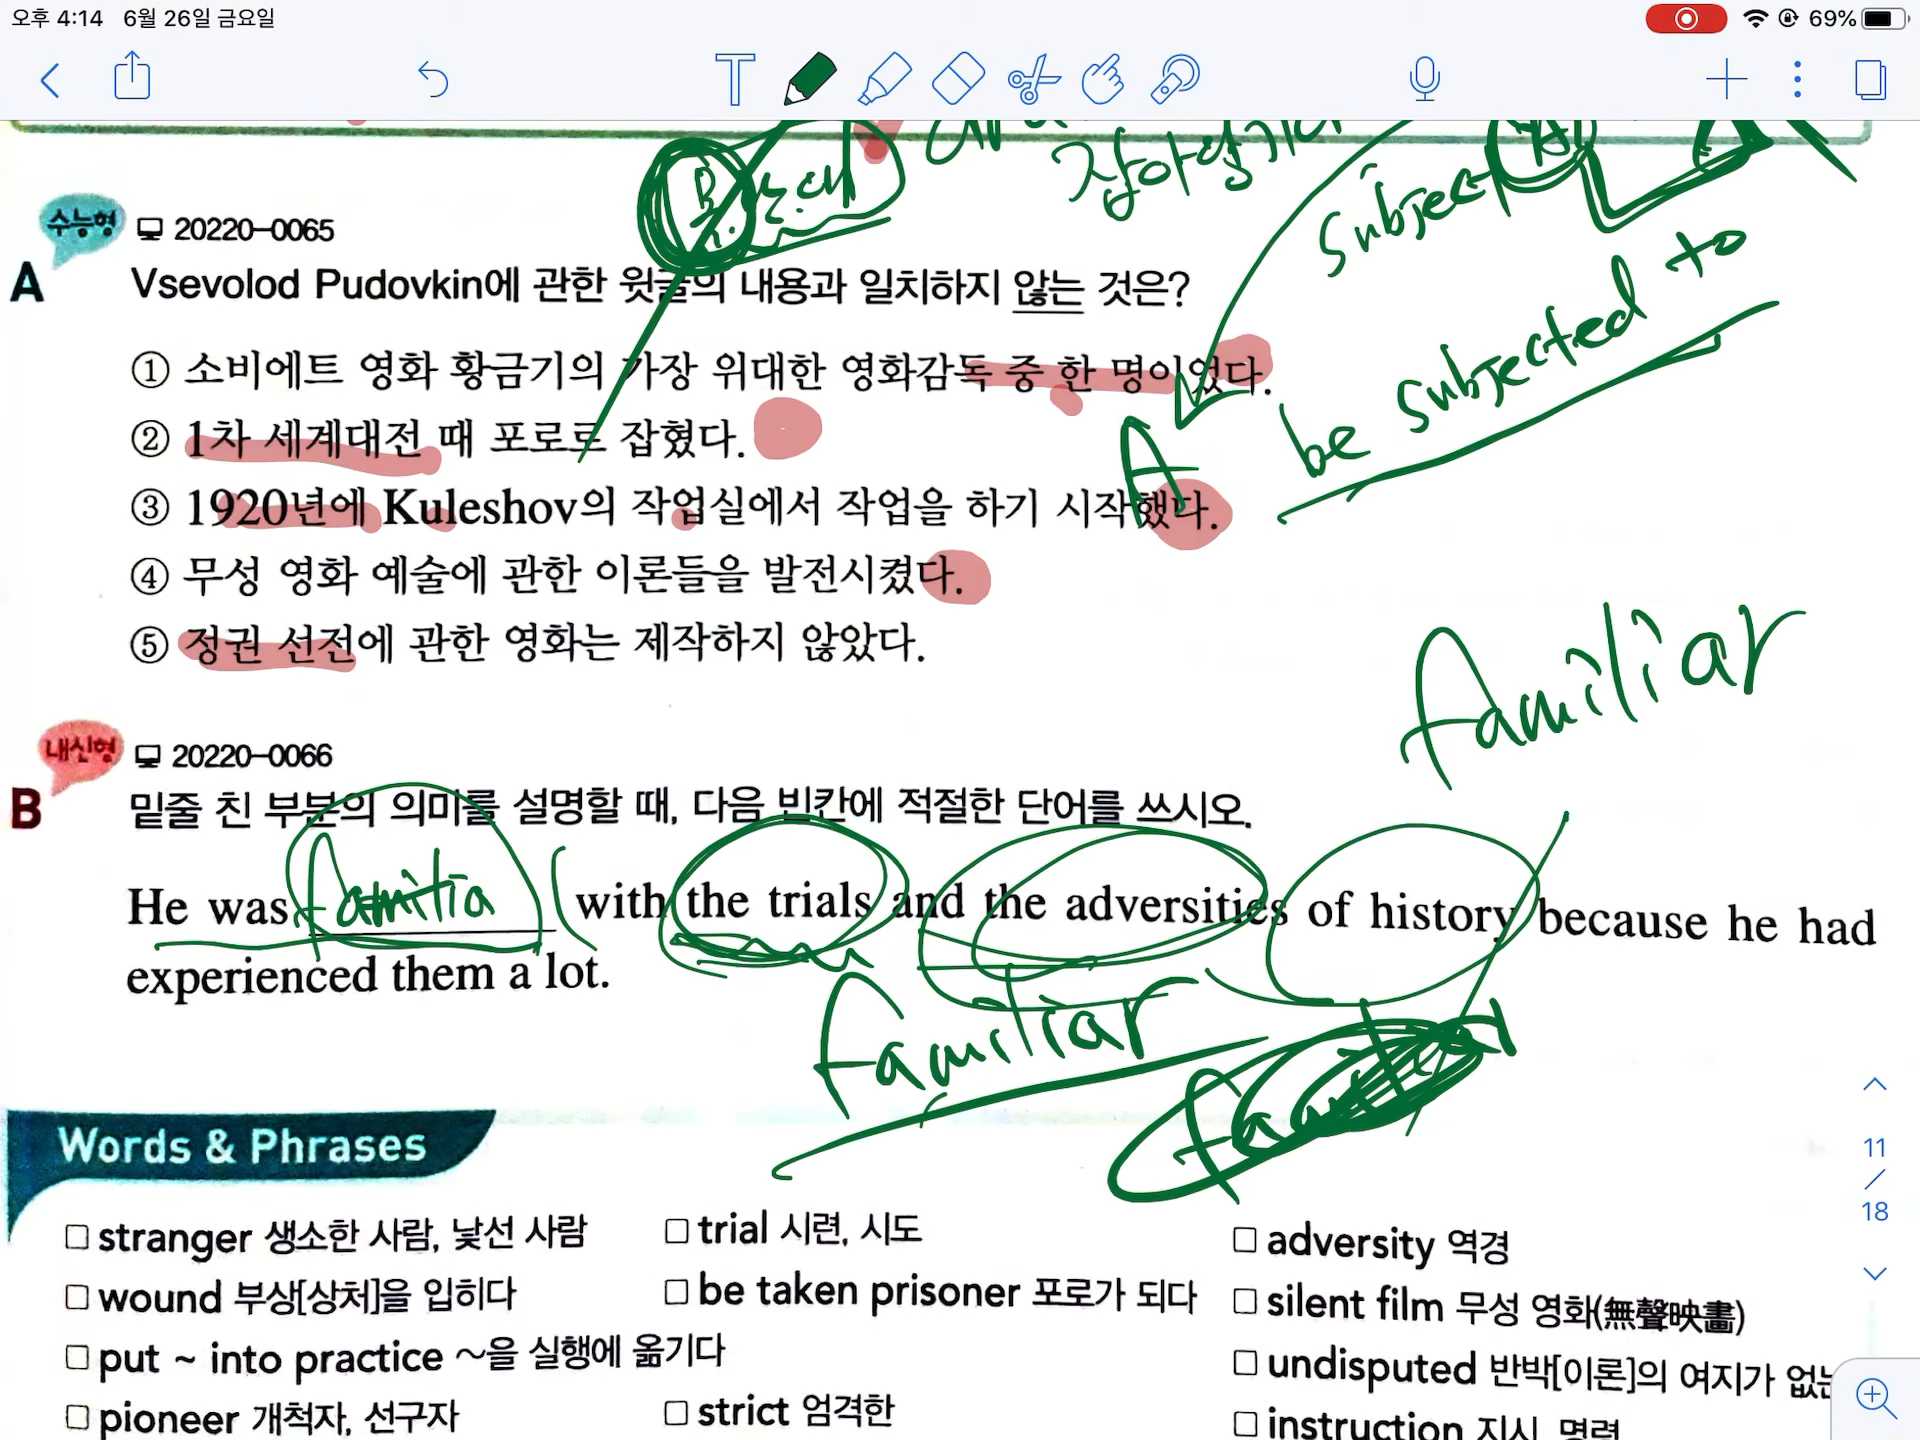 오후 4:14 6월 26일 금요일
69%
잡아당기다
subject
수능형
20220-0065
be subjected to
A
Vsevolod Pudovkin에 관한 윗글의 내용과 일치하지 않는 것은?
① 소비에트 영화 황금기의 가장 위대한 영화감독 중 한 명이었다.
② 1차 세계대전 때 포로로 잡혔다.
A
③ 1920년에 Kuleshov의 작업실에서 작업을 하기 시작했다.
④ 무성 영화 예술에 관한 이론들을 발전시켰다.
⑤ 정권 선전에 관한 영화는 제작하지 않았다.
familiar
내신형
20220-0066
B
밑줄 친 부분의 의미를 설명할 때, 다음 빈칸에 적절한 단어를 쓰시오.
He was familia with the trials and the adversities of history because he had
experienced them a lot.
familiar
Words & Phrases
□ stranger 생소한 사람, 낯선 사람
□ trial 시련, 시도
□ adversity 역경
□ wound 부상[상처]을 입히다
□ be taken prisoner 포로가 되다
□ silent film 무성 영화(無聲映畫)
□ put ~ into practice ～을 실행에 옮기다
□ undisputed 반박[이론]의 여지가 없는
□ pioneer 개척자, 선구자
□ strict 엄격한
□ instruction 지시, 명령
11
/
18